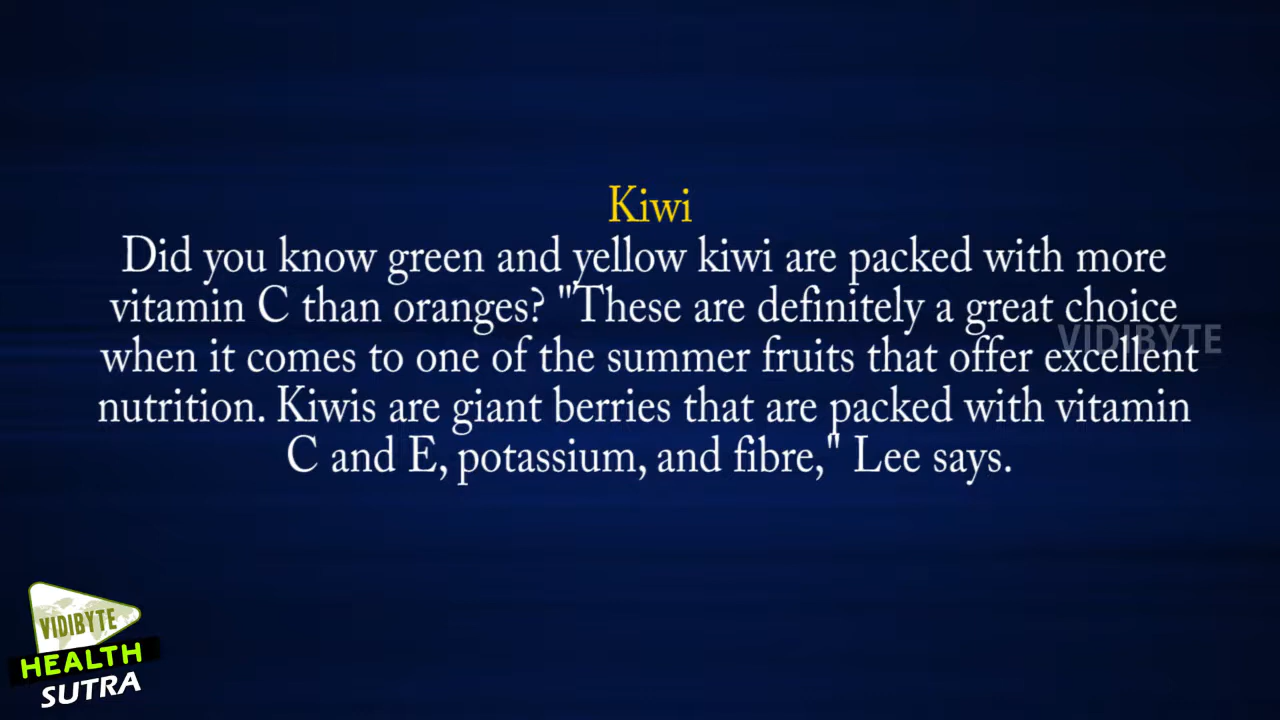 Kiwi
Did you know green and yellow kiwi are packed with more
vitamin C than oranges? "These are definitely a great choice
when it comes to one of the summer fruits that offer excellent
nutrition. Kiwis are giant berries that are packed with vitamin
C and E, potassium, and fibre," Lee says.
VIDIBYTE
VIDIBYTE
HEALTH
SUTRA